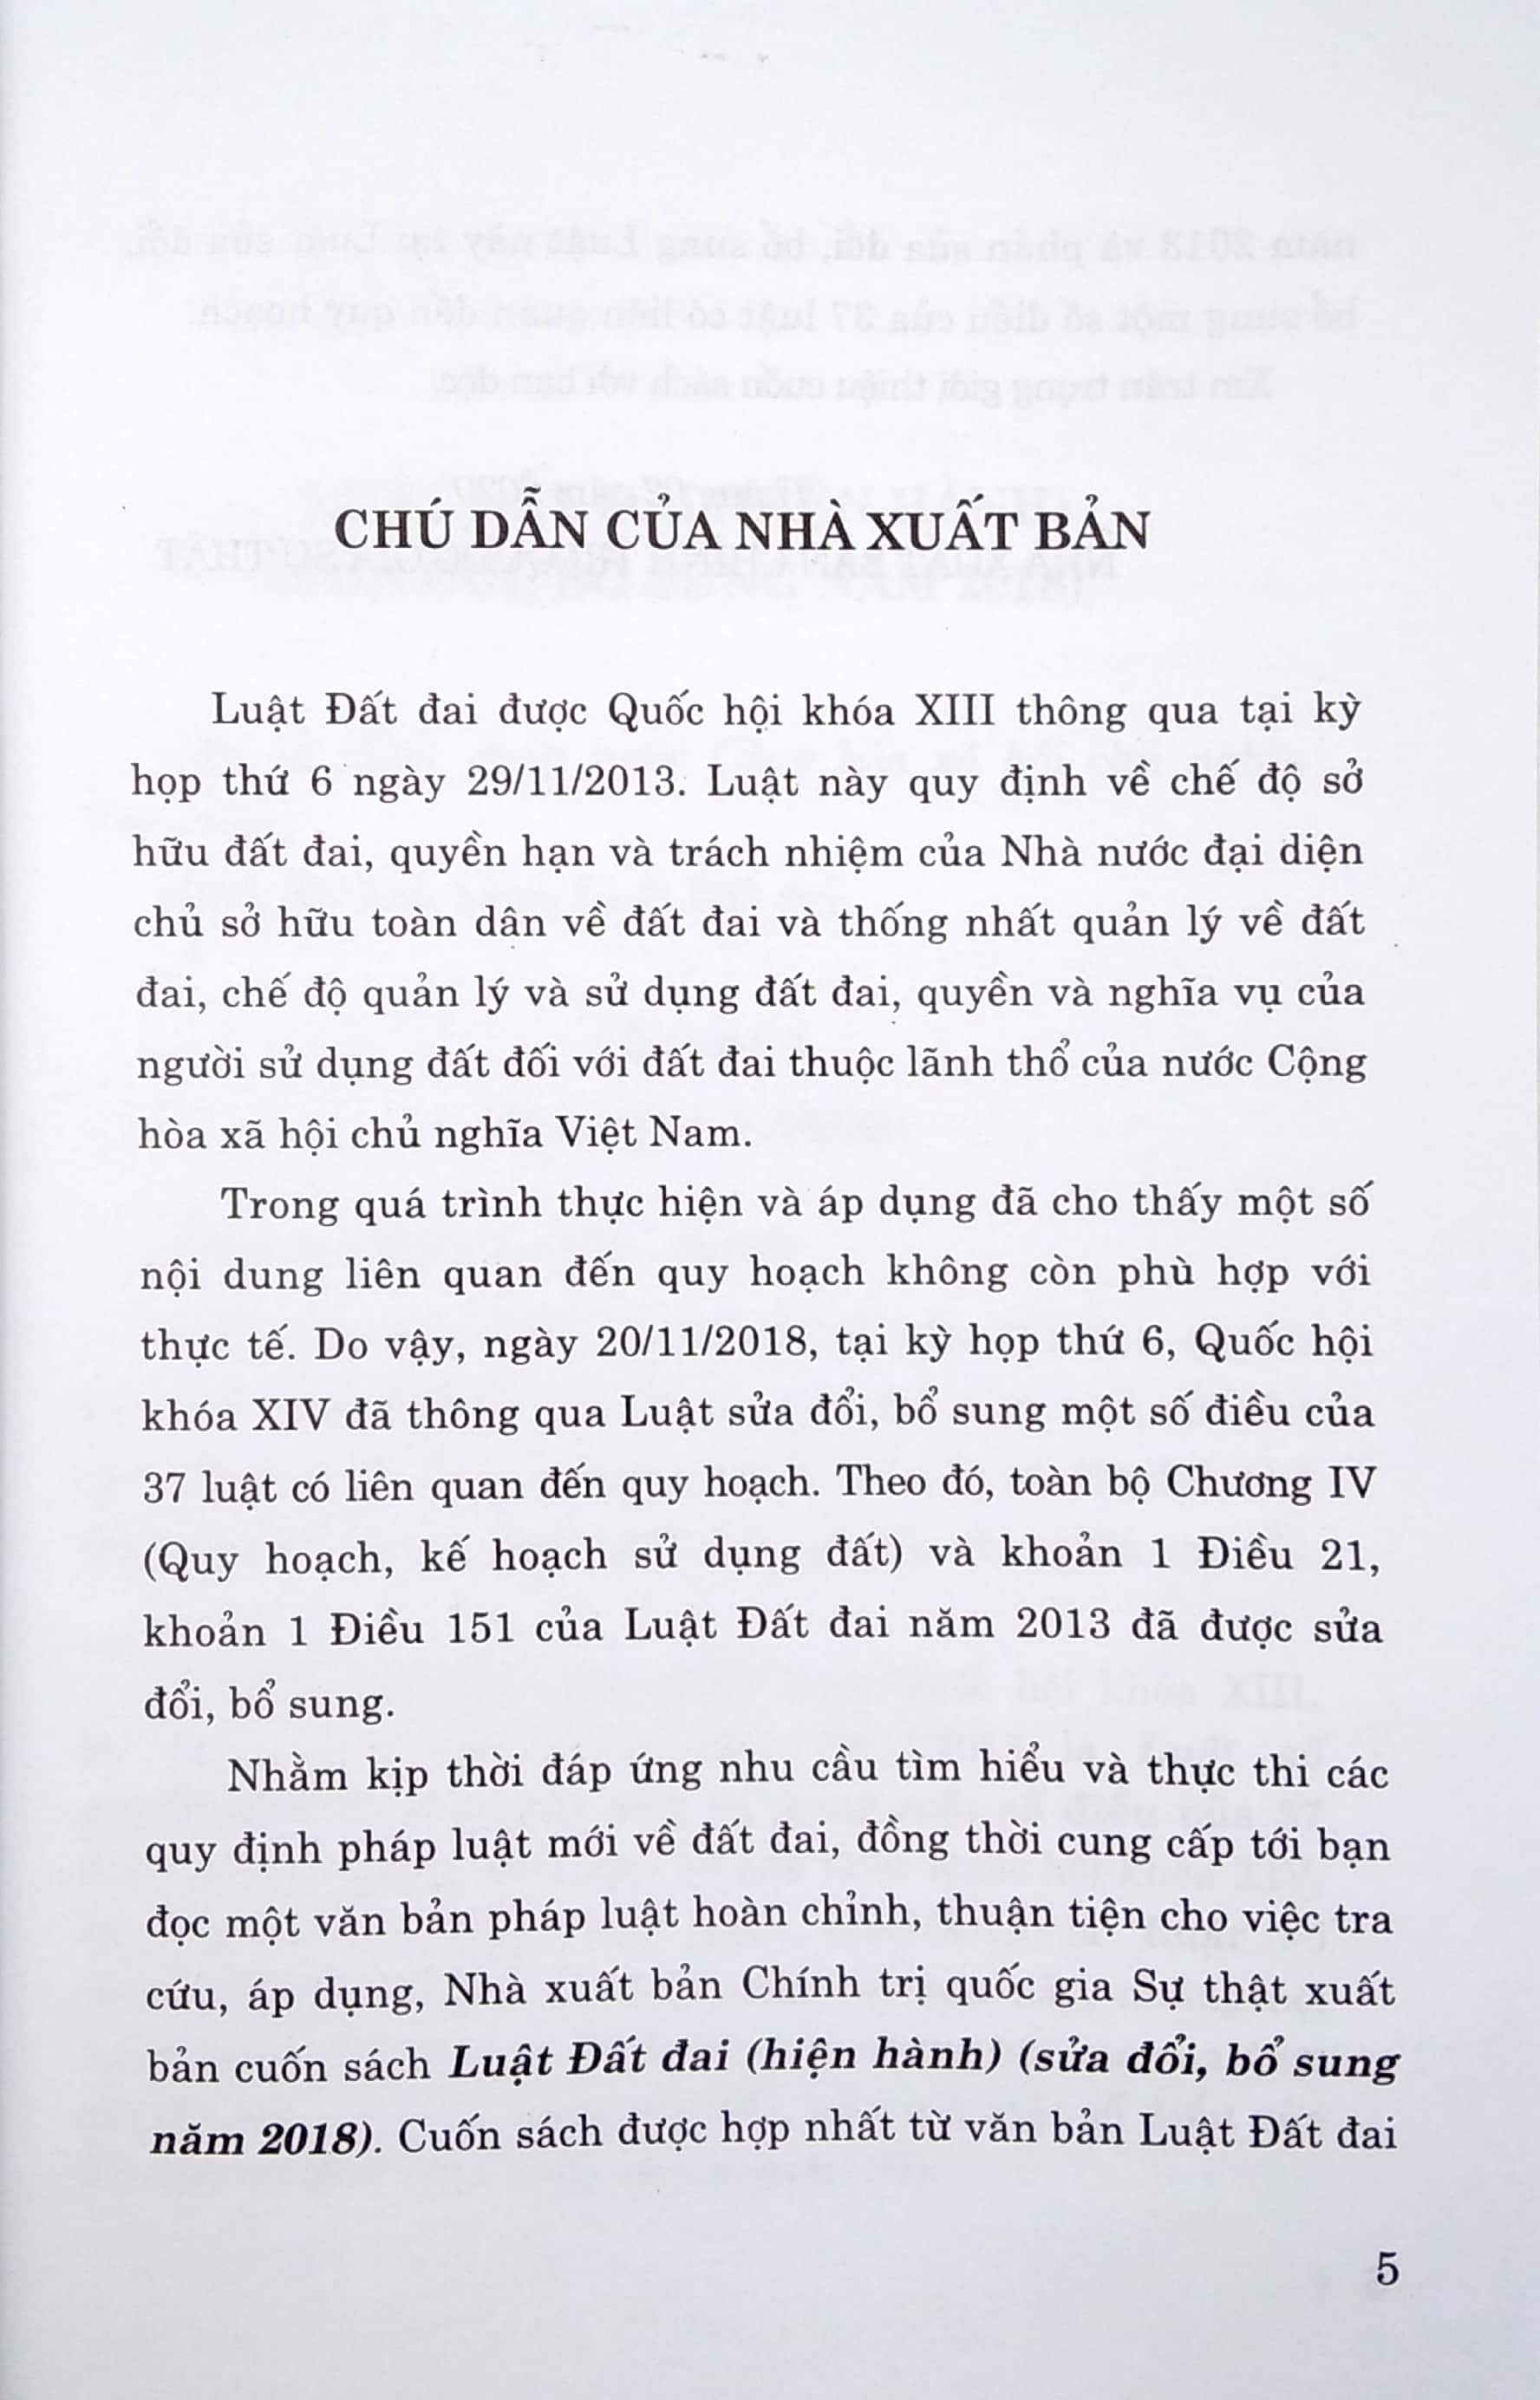 CHÚ DẪN CỦA NHÀ XUẤT BẢN
Luật Đất đai được Quốc hội khóa XIII thông qua tại kỳ
họp thứ 6 ngày 29/11/2013. Luật này quy định về chế độ sở
hữu đất đai, quyền hạn và trách nhiệm của Nhà nước đại diện
chủ sở hữu toàn dân về đất đai và thống nhất quản lý về đất
đai, chế độ quản lý và sử dụng đất đai, quyền và nghĩa vụ của
người sử dụng đất đối với đất đai thuộc lãnh thổ của nước Cộng
hòa xã hội chủ nghĩa Việt Nam.
Trong quá trình thực hiện và áp dụng đã cho thấy một số
nội dung liên quan đến quy hoạch không còn phù hợp với
thực tế. Do vậy, ngày 20/11/2018, tại kỳ họp thứ 6, Quốc hội
khóa XIV đã thông qua Luật sửa đổi, bổ sung một số điều của
37 luật có liên quan đến quy hoạch. Theo đó, toàn bộ Chương IV
(Quy hoạch, kế hoạch sử dụng đất) và khoản 1 Điều 21,
khoản 1 Điều 151 của Luật Đất đai năm 2013 đã được sửa
đổi, bổ sung.
Nhằm kịp thời đáp ứng nhu cầu tìm hiểu và thực thi các
quy định pháp luật mới về đất đai, đồng thời cung cấp tới bạn
đọc một văn bản pháp luật hoàn chỉnh, thuận tiện cho việc tra
cứu, áp dụng, Nhà xuất bản Chính trị quốc gia Sự thật xuất
bản cuốn sách Luật Đất đai (hiện hành) (sửa đổi, bổ sung
năm 2018). Cuốn sách được hợp nhất từ văn bản Luật Đất đai
5